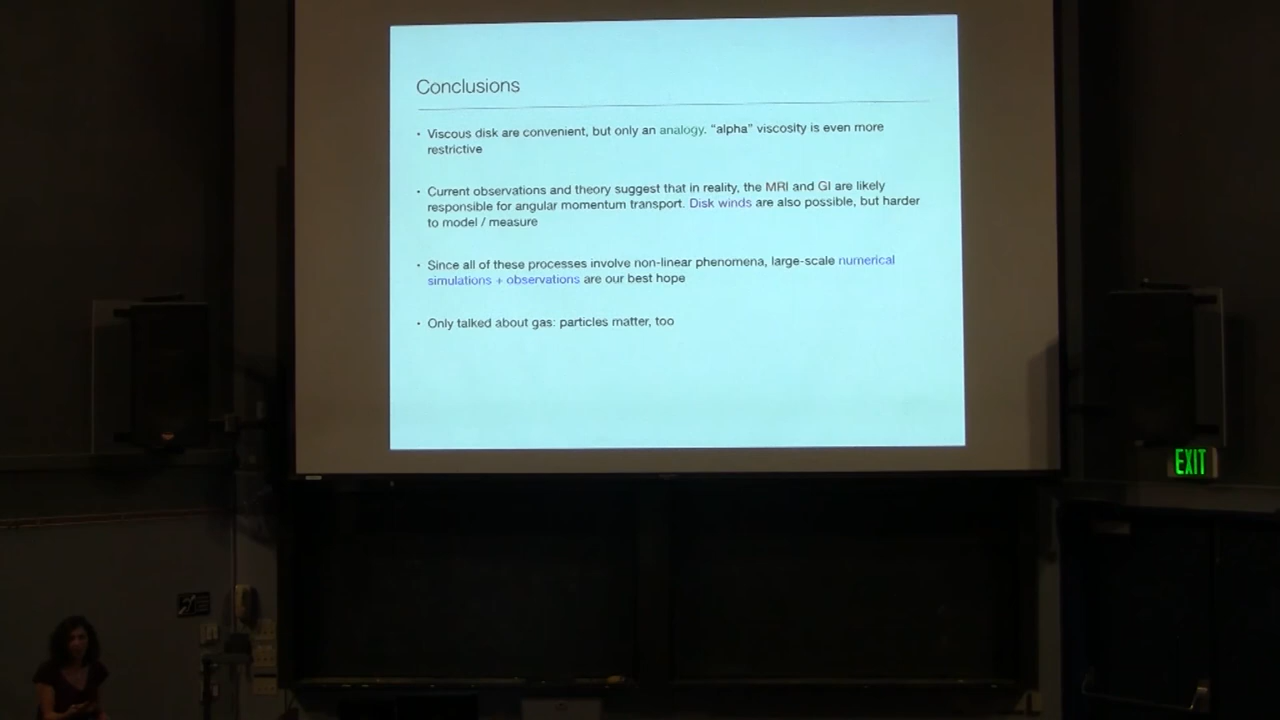 Conclusions
• Viscous disk are convenient, but only an analogy. “alpha” viscosity is even more
restrictive
• Current observations and theory suggest that in reality, the MRI and GI are likely
responsible for angular momentum transport. Disk winds are also possible, but harder
to model / measure
• Since all of these processes involve non-linear phenomena, large-scale numerical
simulations + observations are our best hope
• Only talked about gas: particles matter, too
EXIT